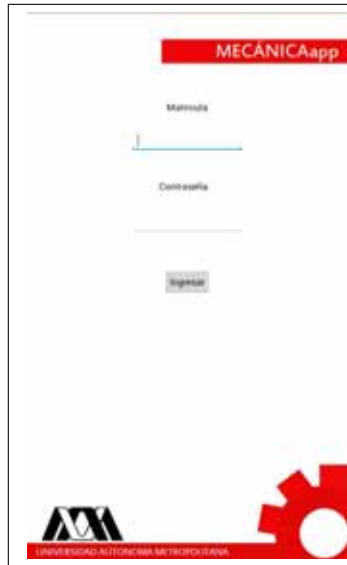 MECÁNICAapp
Matrícula
Contraseña
Ingresar
UNIVERSIDAD AUTÓNOMA METROPOLITANA